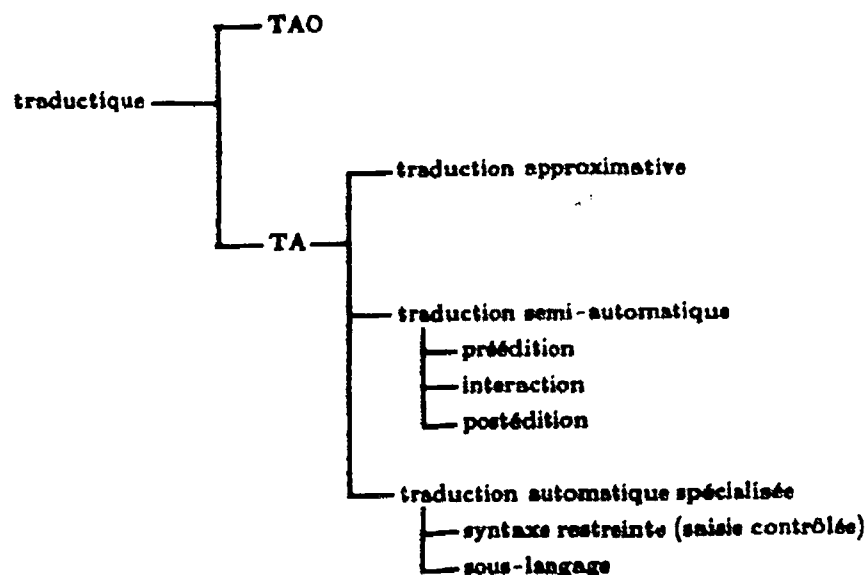 TAO
traductique
traduction approximative
TA
traduction semi-automatique
préédition
interaction
postédition
traduction automatique spécialisée
syntaxe restreinte (saisie contrôlée)
sous-langage